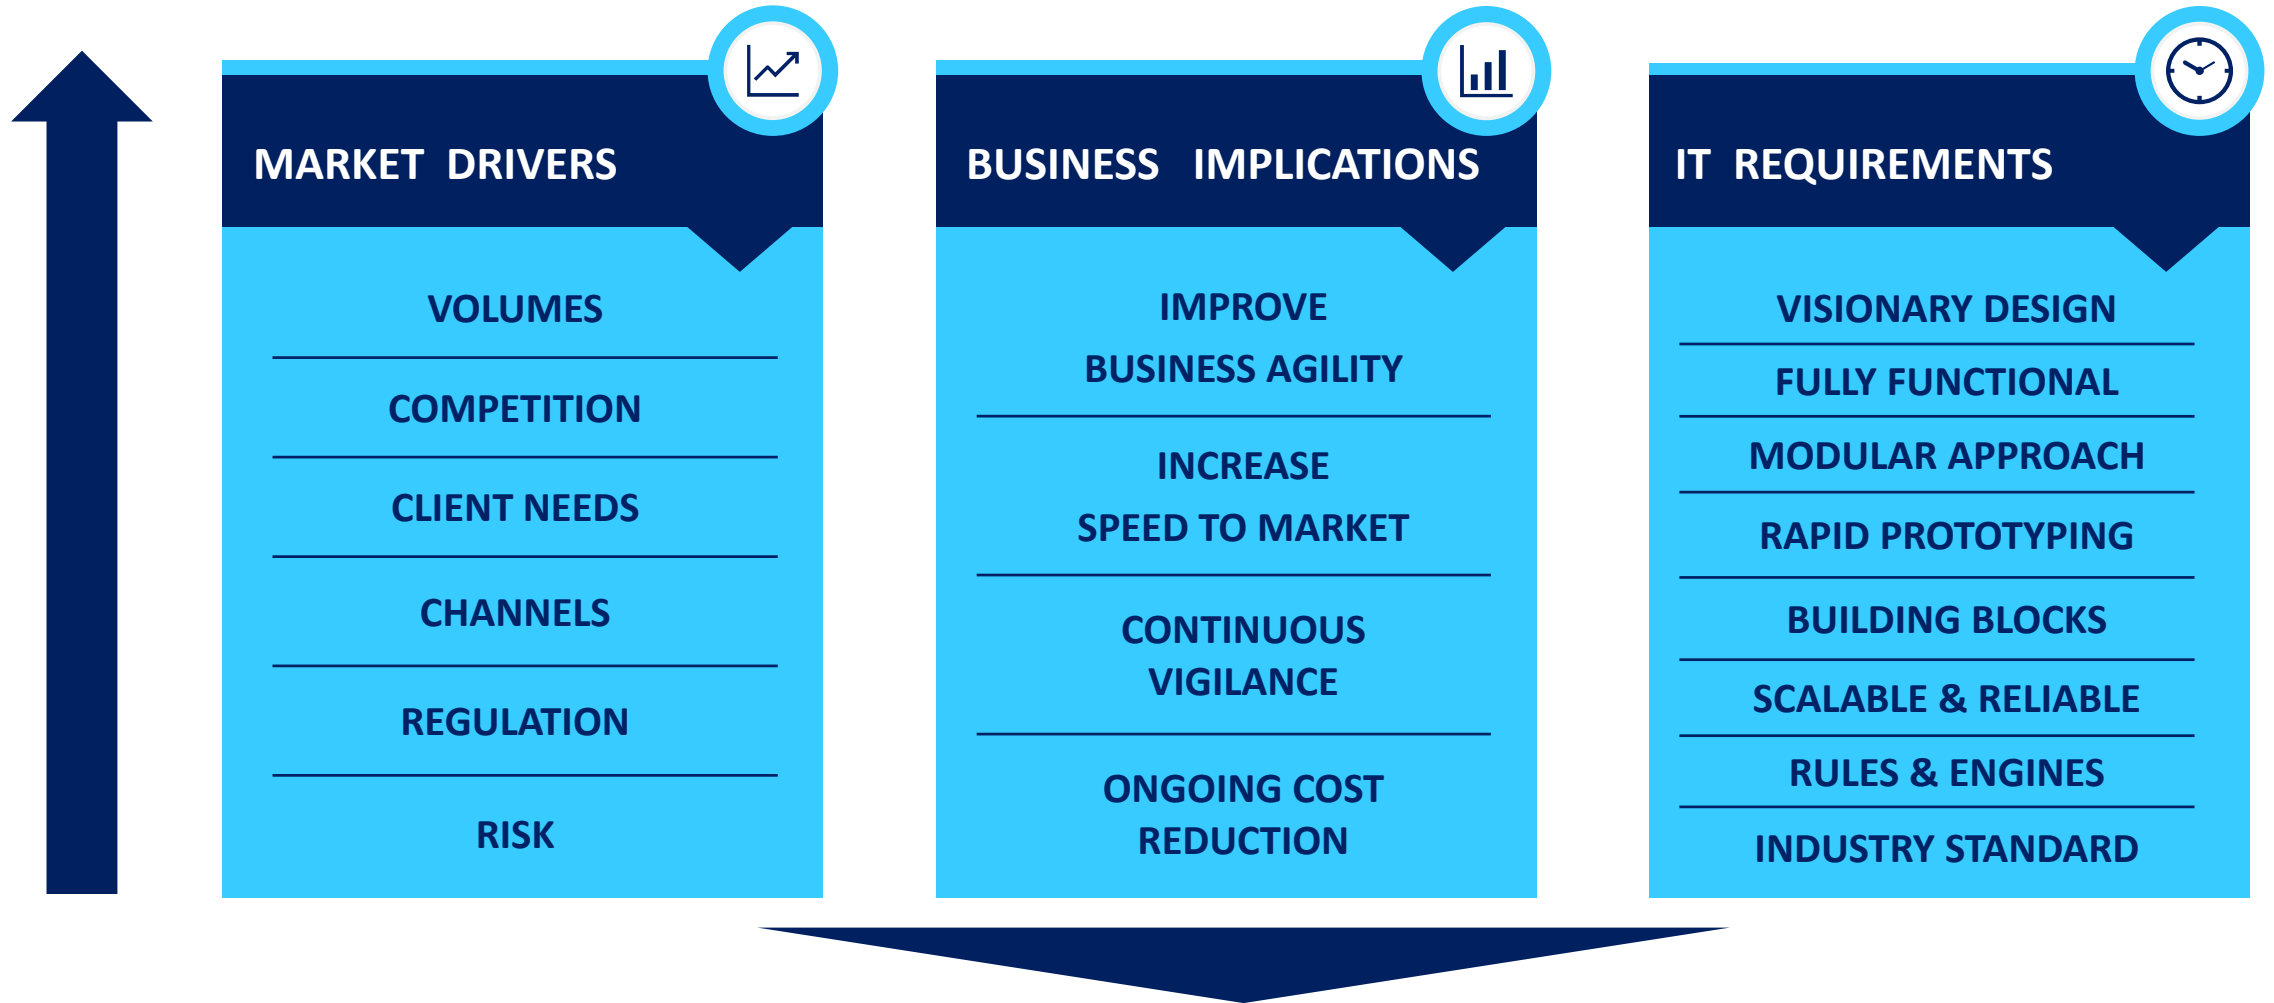 MARKET DRIVERS
VOLUMES
COMPETITION
CLIENT NEEDS
CHANNELS
REGULATION
RISK
BUSINESS IMPLICATIONS
IMPROVE
BUSINESS AGILITY
INCREASE
SPEED TO MARKET
CONTINUOUS
VIGILANCE
ONGOING COST
REDUCTION
IT REQUIREMENTS
VISIONARY DESIGN
FULLY FUNCTIONAL
MODULAR APPROACH
RAPID PROTOTYPING
BUILDING BLOCKS
SCALABLE & RELIABLE
RULES & ENGINES
INDUSTRY STANDARD